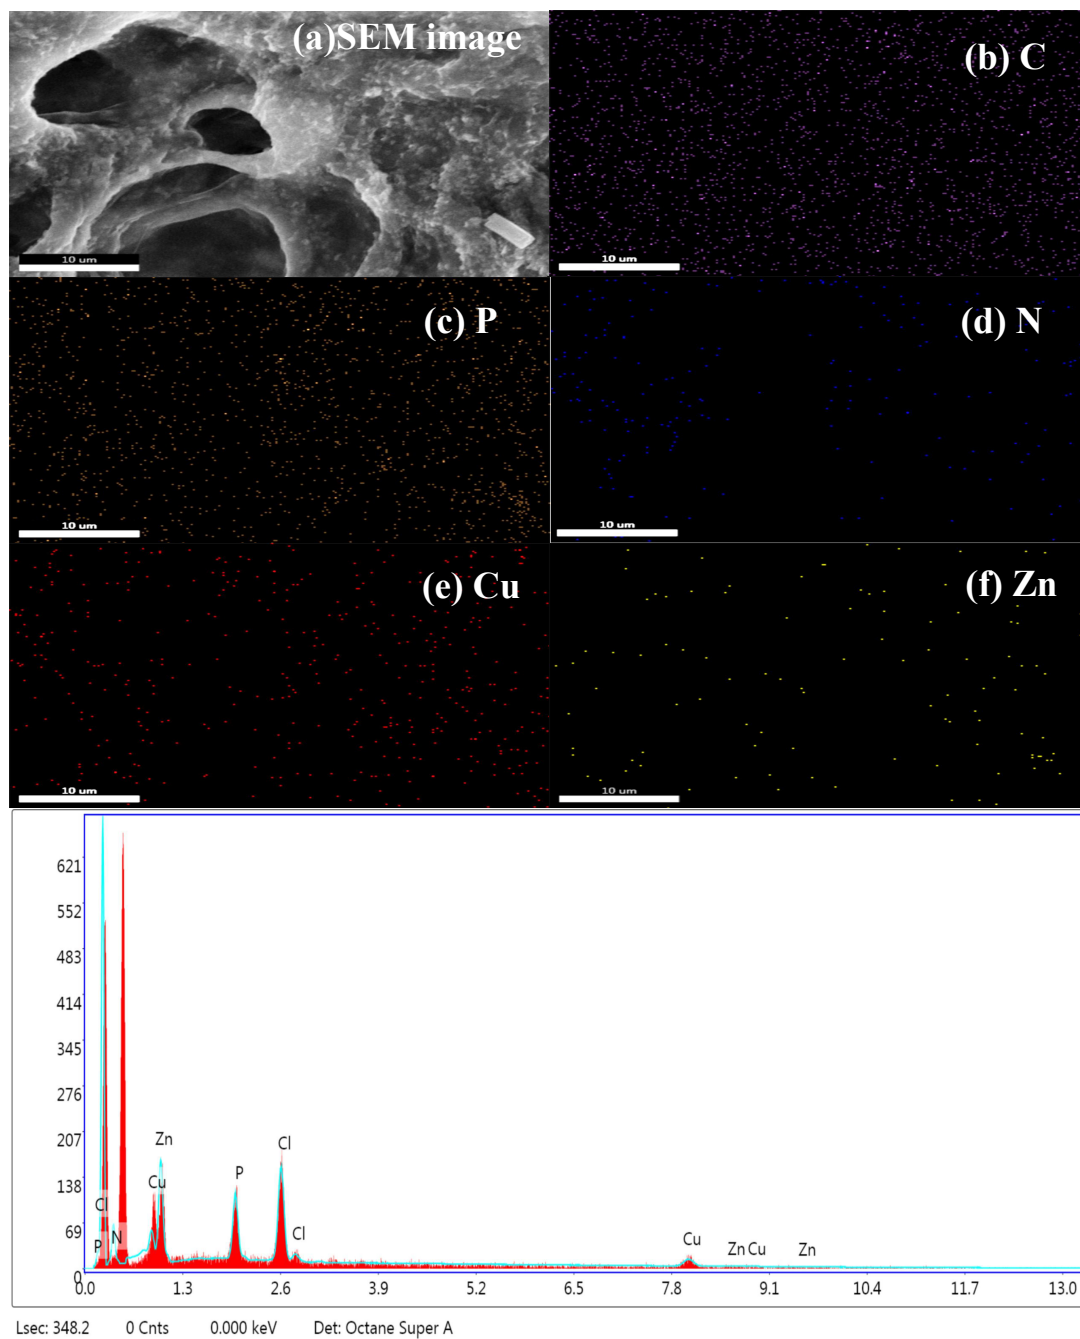 (a)SEM image
10 um
(b) C
10 um
(c) P
10 um
(d) N
10 um
(e) Cu
10 um
(f) Zn
10 um
621
552
483
414
345
276
207
138
69
0
Cl
P
N
Cu
Zn
P
Cl
Cl
Cu
Zn
Cu
Zn
0.0 1.3 2.6 3.9 5.2 6.5 7.8 9.1 10.4 11.7 13.0
Lsec: 348.2 0 Cnts 0.000 keV Det: Octane Super A